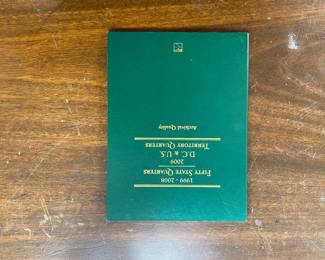 1999 - 2008
FIFTY STATE QUARTERS
2009
D.C. & U.S.
TERRITORY QUARTERS
Archival Quality